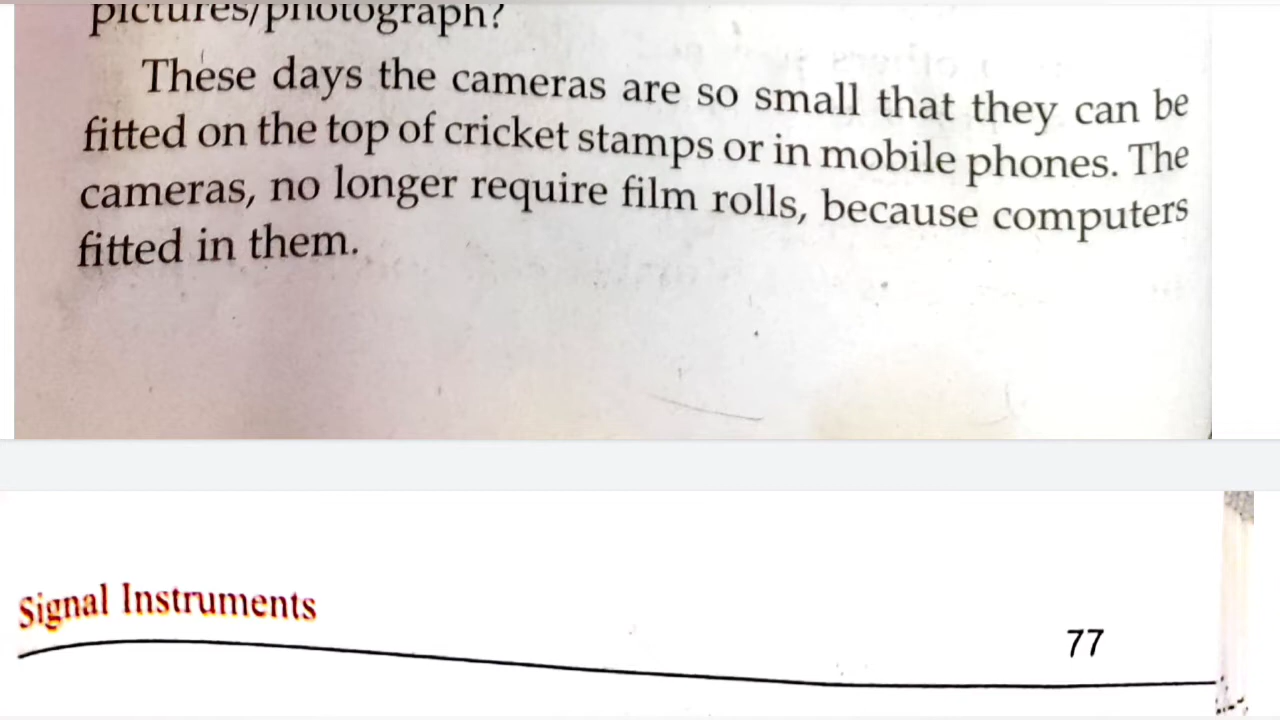 pictures/photograph?
These days the cameras are so small that they can be
fitted on the top of cricket stamps or in mobile phones. The
cameras, no longer require film rolls, because computers
fitted in them.
Signal Instruments
77